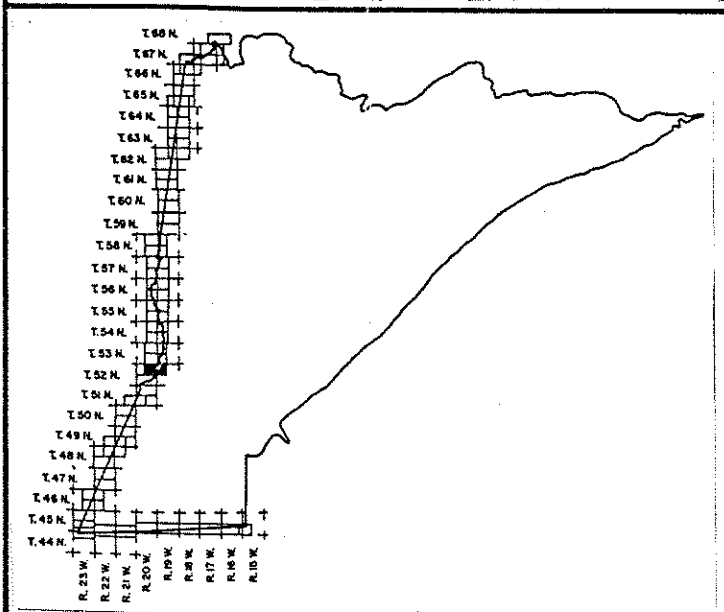 T. 68 N.
T. 67 N.
T. 66 N.
T. 65 N.
T. 64 N.
T. 63 N.
T. 62 N.
T. 61 N.
T. 60 N.
T. 59 N.
T. 58 N.
T. 57 N.
T. 56 N.
T. 55 N.
T. 54 N.
T. 53 N.
T. 52 N.
T. 51 N.
T. 50 N.
T. 49 N.
T. 48 N.
T. 47 N.
T. 46 N.
T. 45 N.
T. 44 N.
R. 23 W.
R. 22 W.
R. 21 W.
R. 20 W.
R. 19 W.
R. 18 W.
R. 17 W.
R. 16 W.
R. 15 W.